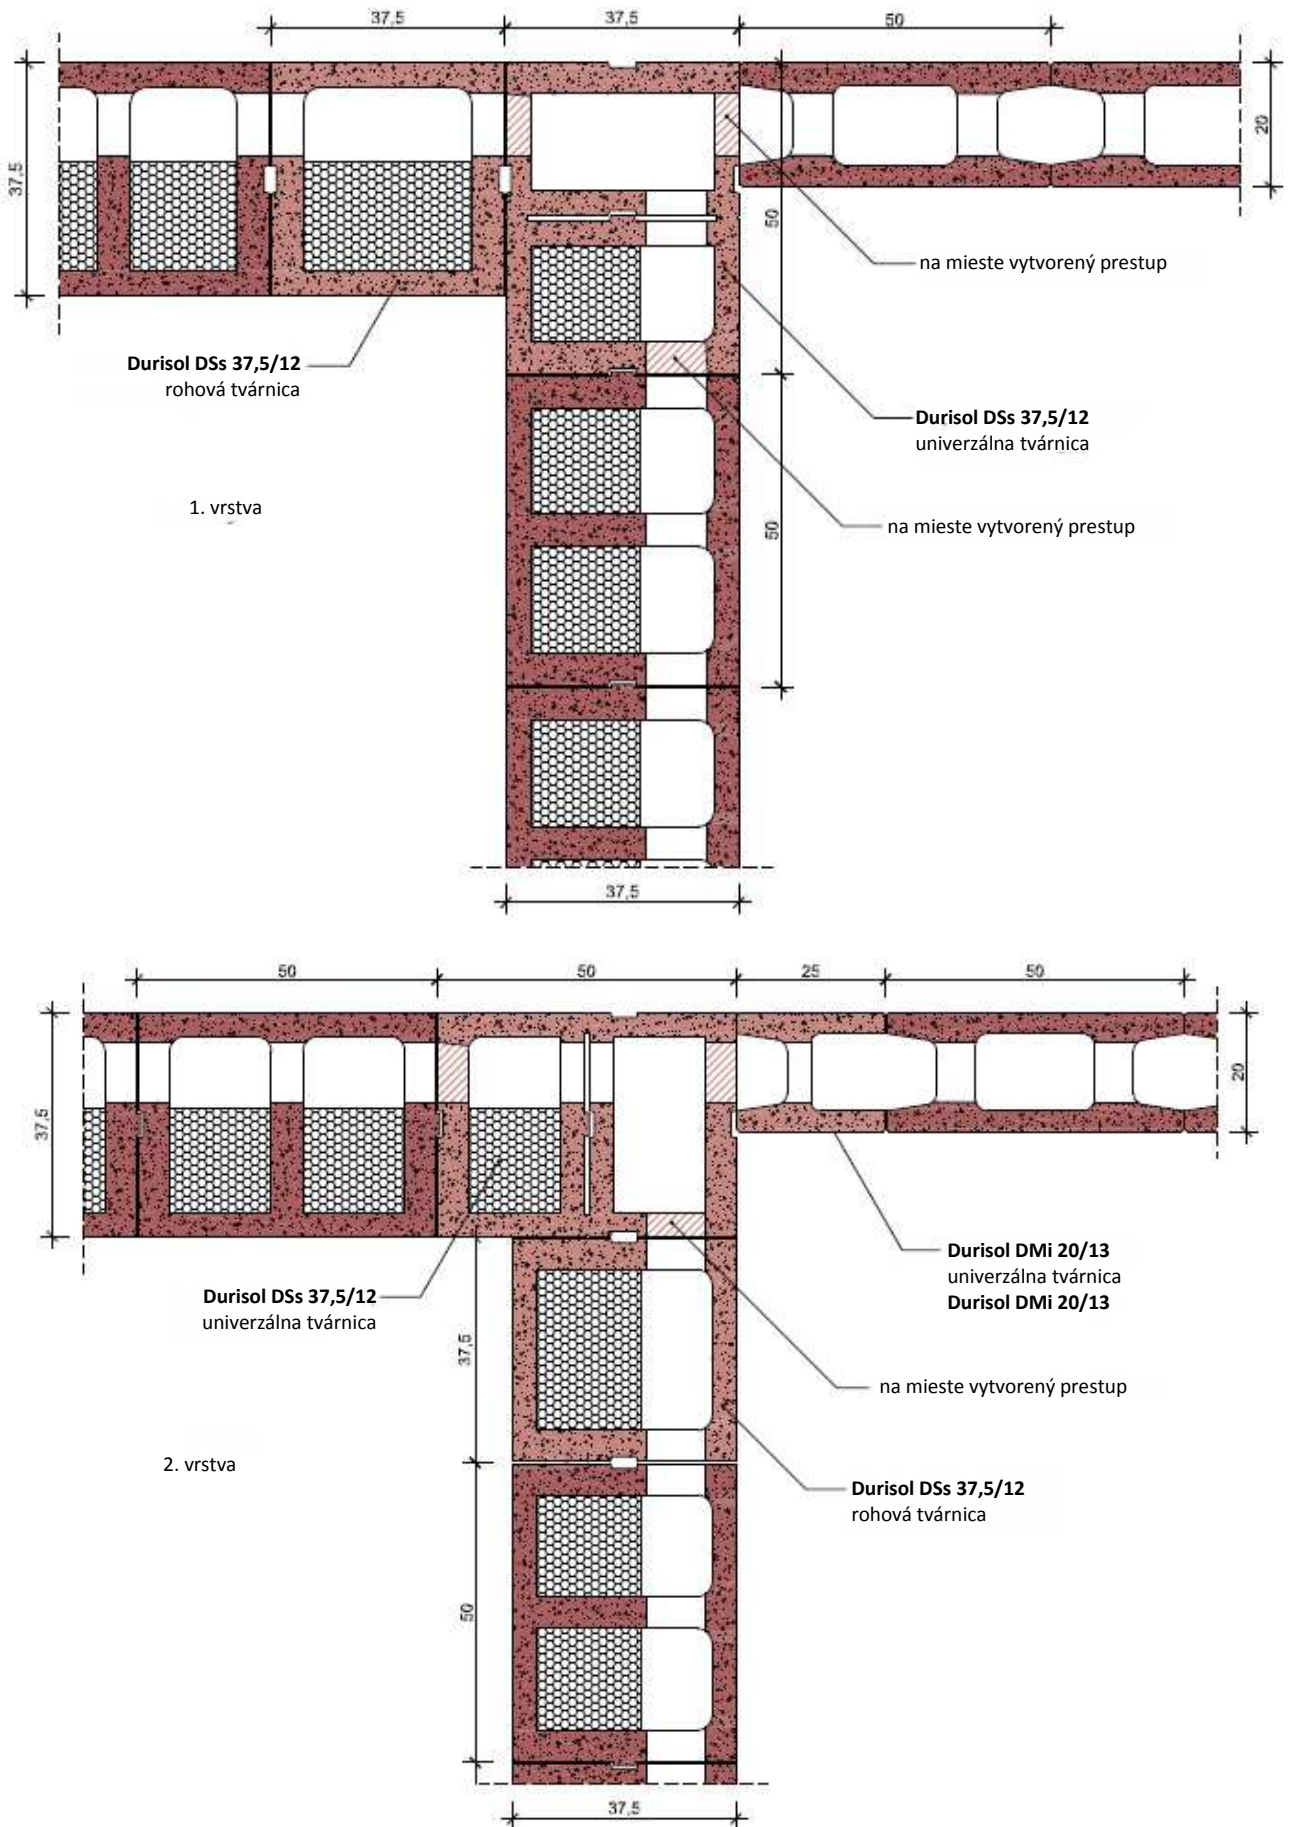 37,5
37,5
50
37,5
20
50
na mieste vytvorený prestup
Durisol DSs 37,5/12
rohová tvárnica
Durisol DSs 37,5/12
univerzálna tvárnica
1. vrstva
50
na mieste vytvorený prestup
37,5
50
50
25
50
37,5
20
Durisol DMi 20/13
univerzálna tvárnica
Durisol DMi 20/13
Durisol DSs 37,5/12
univerzálna tvárnica
37,5
na mieste vytvorený prestup
2. vrstva
Durisol DSs 37,5/12
rohová tvárnica
50
37,5